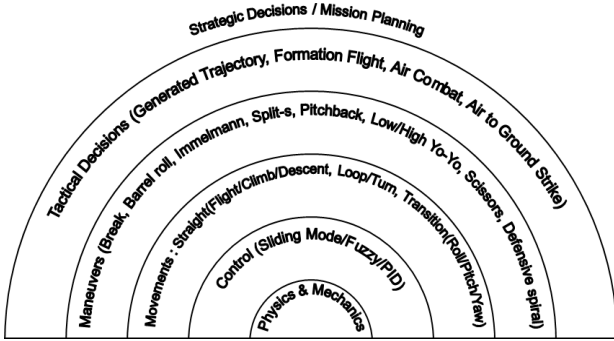 Strategic Decisions / Mission Planning
Tactical Decisions (Generated Trajectory, Formation Flight, Air Combat, Air to Ground Strike)
Maneuvers (Break, Barrel roll, Immelmann, Split-s, Pitchback, Low/High Yo-Yo, Scissors, Defensive spiral)
Movements : Straight(Flight/Climb/Descent, Loop/Turn, Transition(Roll/Pitch/Yaw)
Control (Sliding Mode/Fuzzy/PID)
Physics & Mechanics